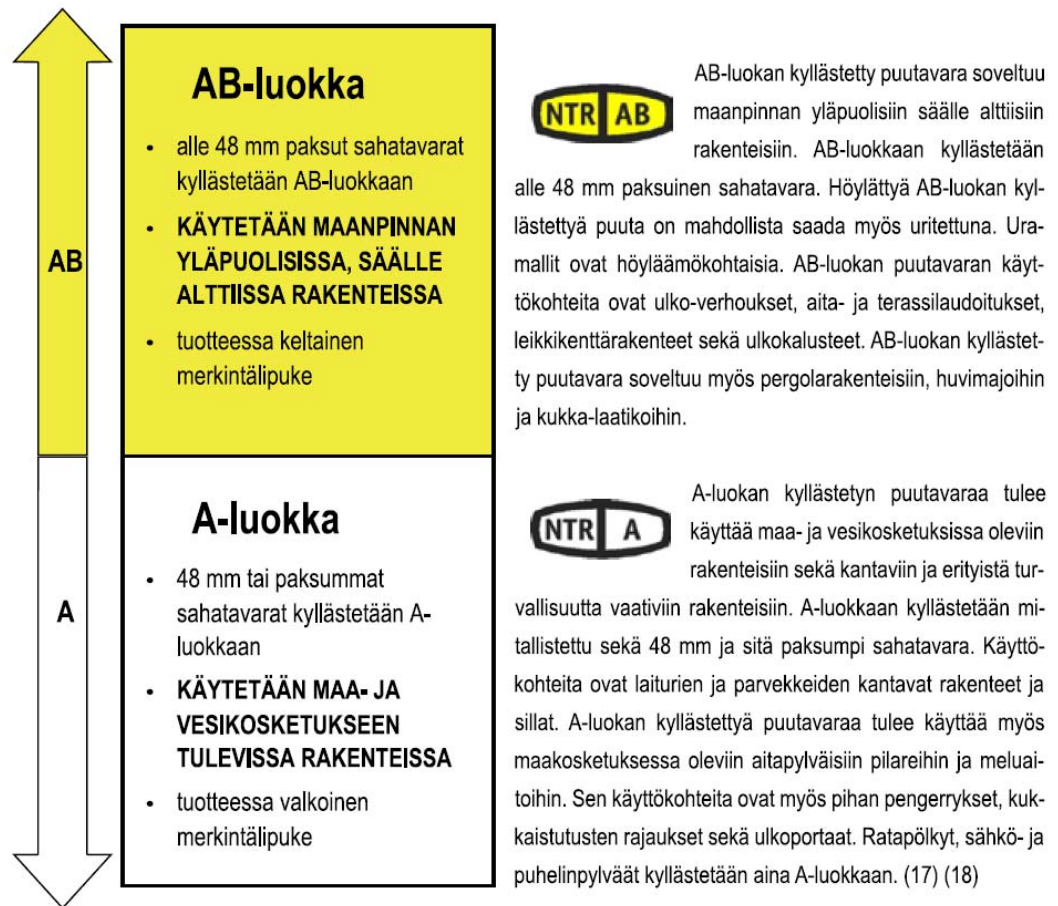 AB
AB-luokka
• alle 48 mm paksut sahatavarat
kyllästetään AB-luokkaan
• KÄYTETÄÄN MAANPINNAN
YLÄPUOLISISSA, SÄÄLLE
ALTTIISSA RAKENTEISSA
• tuotteessa keltainen
merkintälipuke
NTR AB
AB-luokan kyllästetty puutavara soveltuu
maanpinnan yläpuolisiin säälle alttiisiin
rakenteisiin. AB-luokkaan kyllästetään
alle 48 mm paksuinen sahatavara. Höylättyä AB-luokan kyl-
lästettyä puuta on mahdollista saada myös uritettuna. Ura-
mallit ovat höyläämökohtaisia. AB-luokan puutavaran käyt-
tökohteita ovat ulko-verhoukset, aita- ja terassilaudoitukset,
leikkikenttärakenteet sekä ulkokalusteet. AB-luokan kyllästet-
ty puutavara soveltuu myös pergolarakenteisiin, huvimajoihin
ja kukka-laatikoihin.
A
A-luokka
• 48 mm tai paksummat
sahatavarat kyllästetään A-
luokkaan
• KÄYTETÄÄN MAA- JA
VESIKOSKETUKSEEN
TULEVISSA RAKENTEISSA
• tuotteessa valkoinen
merkintälipuke
NTR A
A-luokan kyllästetyn puutavaraa tulee
käyttää maa- ja vesikosketuksissa oleviin
rakenteisiin sekä kantaviin ja erityistä tur-
vallisuutta vaativiin rakenteisiin. A-luokkaan kyllästetään mi-
tallistettu sekä 48 mm ja sitä paksumpi sahatavara. Käyttö-
kohteita ovat laiturien ja parvekkeiden kantavat rakenteet ja
sillat. A-luokan kyllästettyä puutavaraa tulee käyttää myös
maakosketuksessa oleviin aitapylväisiin pilareihin ja meluai-
toihin. Sen käyttökohteita ovat myös pihan pengerrykset, kuk-
kaistutusten rajaukset sekä ulkoportaat. Ratapölkyt, sähkö- ja
puhelinpylväät kyllästetään aina A-luokkaan. (17) (18)